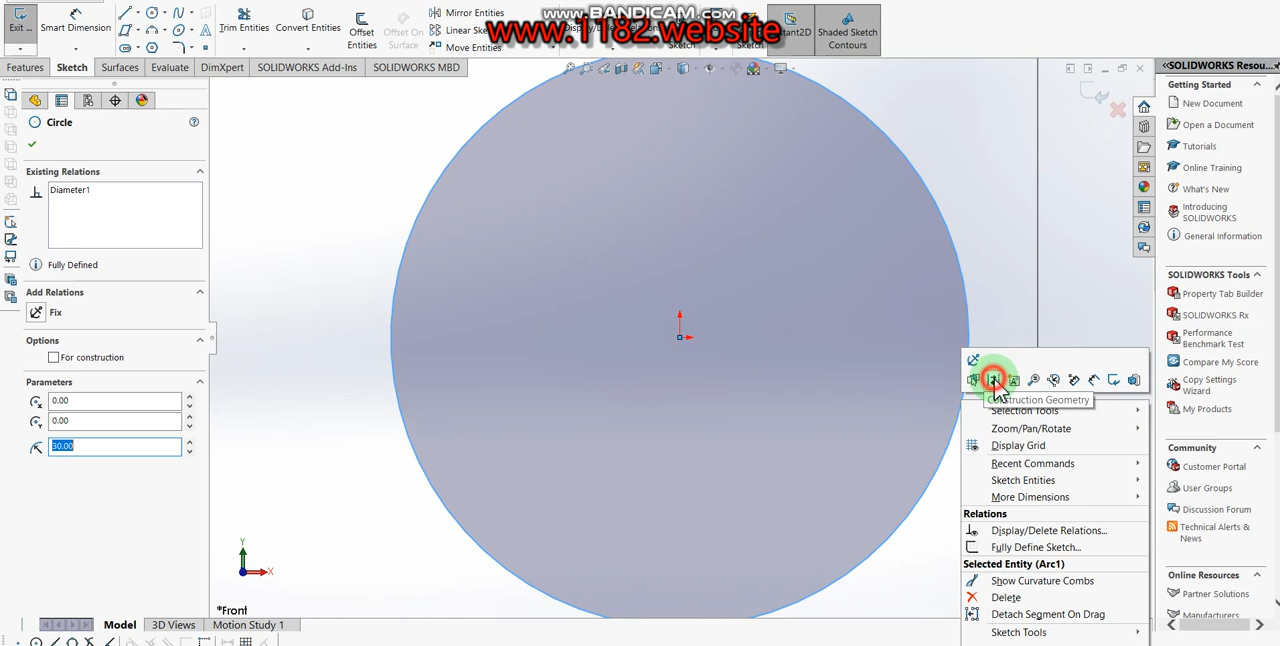 www.BANDICAM.com
www.1182.website
Exit ...
Smart Dimension
Trim Entities
Convert Entities
Offset
Entities
Offset On
Surface
Mirror Entities
Linear Sketch
Move Entities
Shaded Sketch
Contours
Features
Sketch
Surfaces
Evaluate
DimXpert
SOLIDWORKS Add-Ins
SOLIDWORKS MBD
Circle
Existing Relations
Diameter1
Fully Defined
Add Relations
Fix
Options
For construction
Parameters
0.00
0.00
30.00
Y
X
*Front
Model
3D Views
Motion Study 1
Construction Geometry
Selection Tools
Zoom/Pan/Rotate
Display Grid
Recent Commands
Sketch Entities
More Dimensions
Relations
Display/Delete Relations...
Fully Define Sketch...
Selected Entity (Arc1)
Show Curvature Combs
Delete
Detach Segment On Drag
Sketch Tools
SOLIDWORKS Resou...
Getting Started
New Document
Open a Document
Tutorials
Online Training
What's New
Introducing
SOLIDWORKS
General Information
SOLIDWORKS Tools
Property Tab Builder
SOLIDWORKS Rx
Performance
Benchmark Test
Compare My Score
Copy Settings
Wizard
My Products
Community
Customer Portal
User Groups
Discussion Forum
Technical Alerts &
News
Online Resources
Partner Solutions
Manufacturers